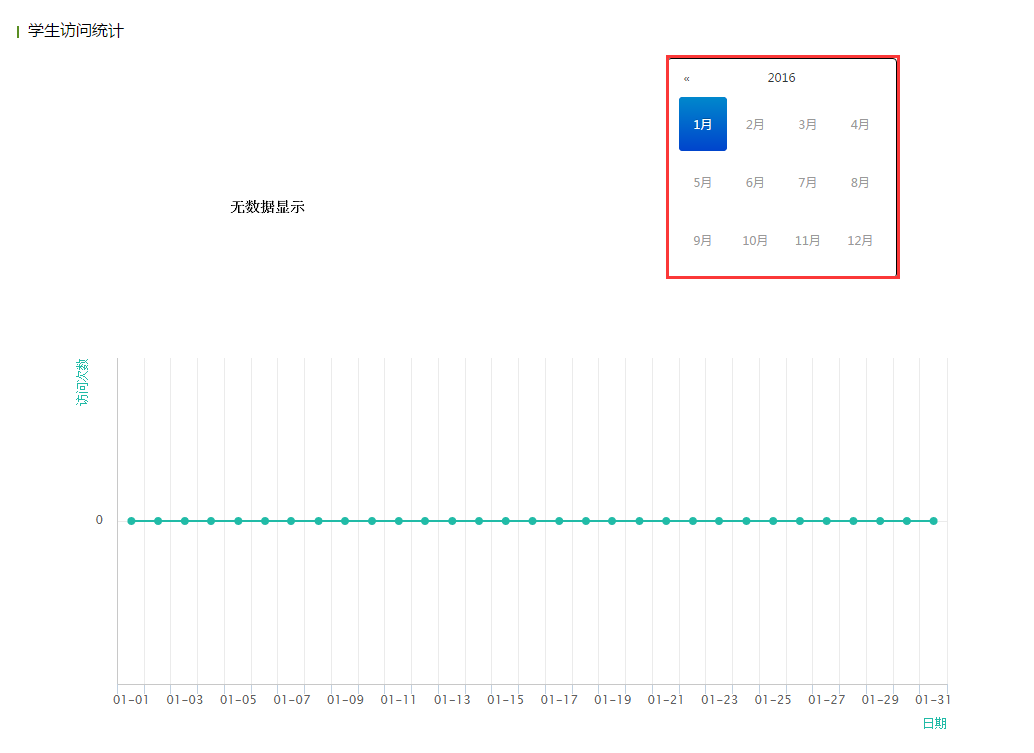 学生访问统计
« 2016
1月 2月 3月 4月
5月 6月 7月 8月
9月 10月 11月 12月
无数据显示
访问次数
0
01-01 01-03 01-05 01-07 01-09 01-11 01-13 01-15 01-17 01-19 01-21 01-23 01-25 01-27 01-29 01-31
日期